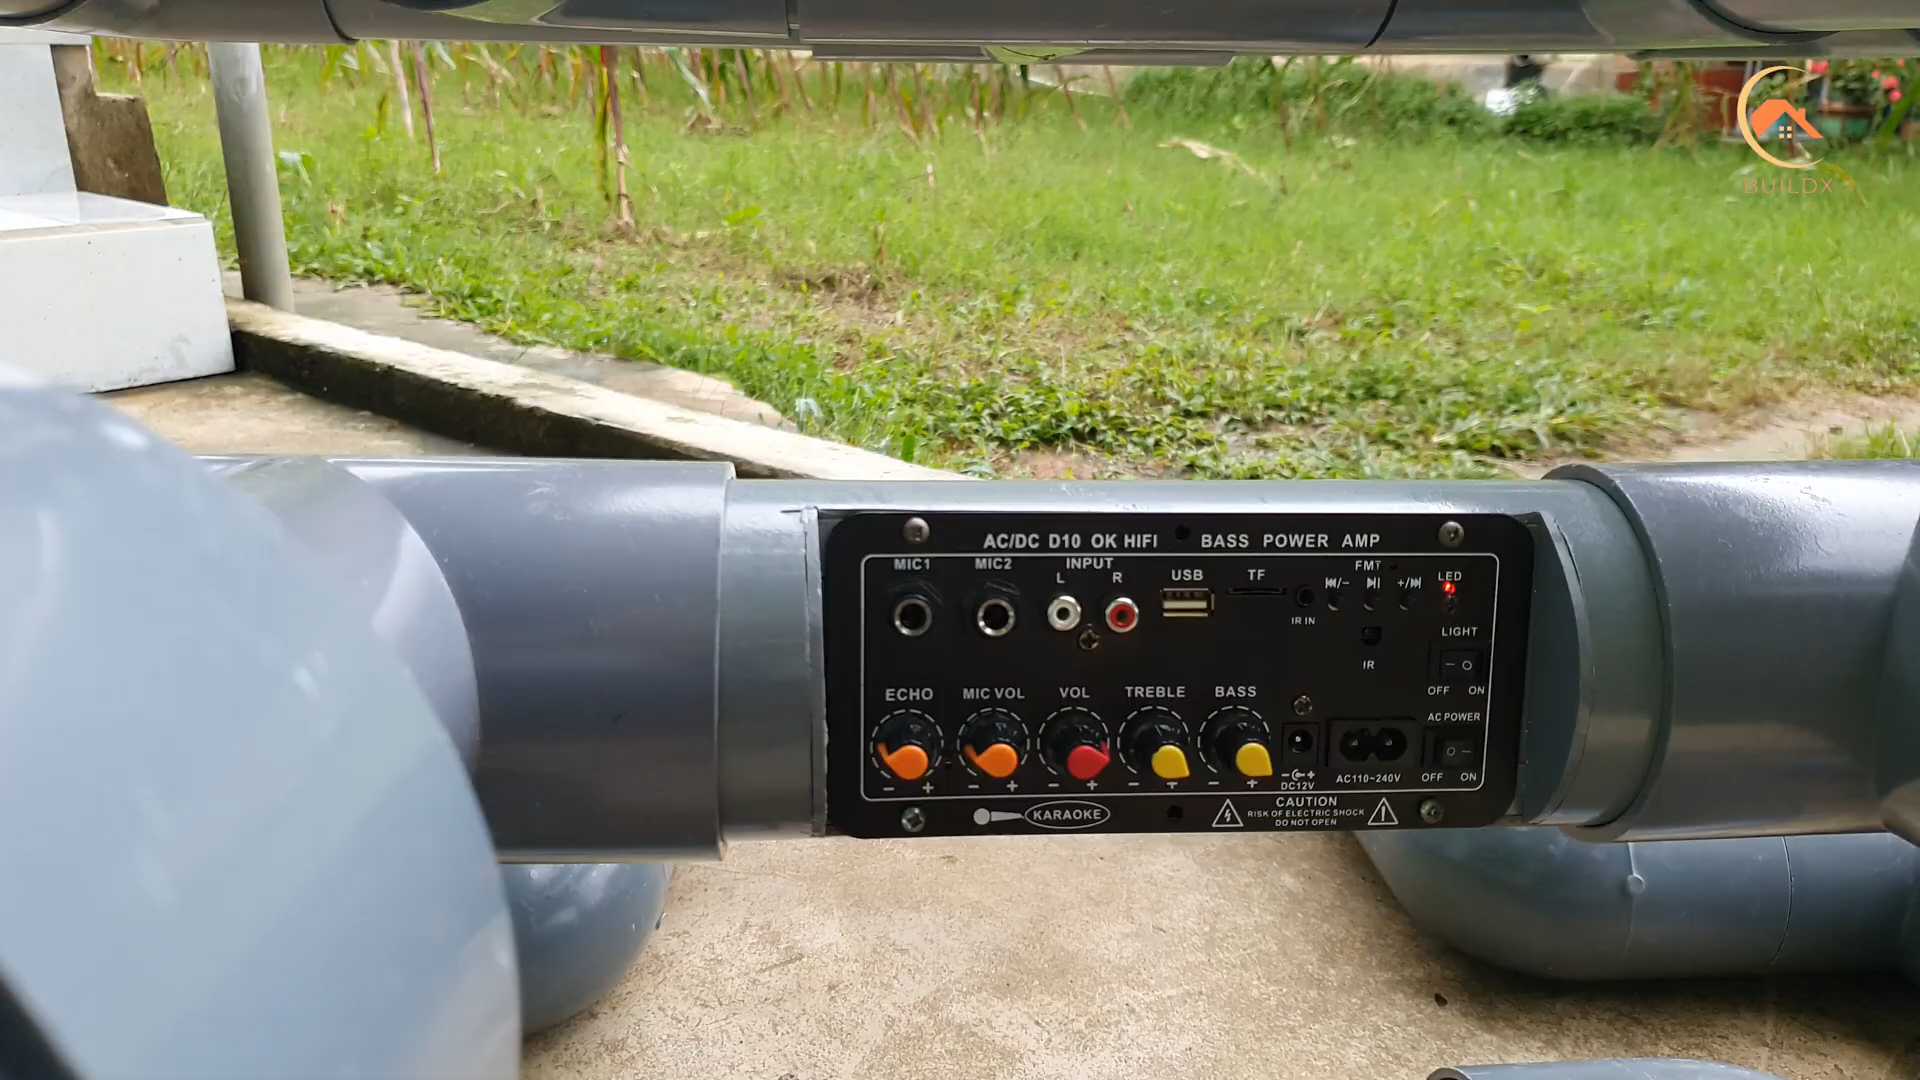 BUILDX
AC/DC D10 OK HIFI BASS POWER AMP
MIC1 MIC2 INPUT
L R
USB TF
FMT
LED
IR IN
IR
LIGHT
OFF ON
ECHO MIC VOL VOL TREBLE BASS
AC POWER
OFF ON
- + - + - + - + - +
DC12V
AC110~240V
KARAOKE
CAUTION
RISK OF ELECTRIC SHOCK
DO NOT OPEN